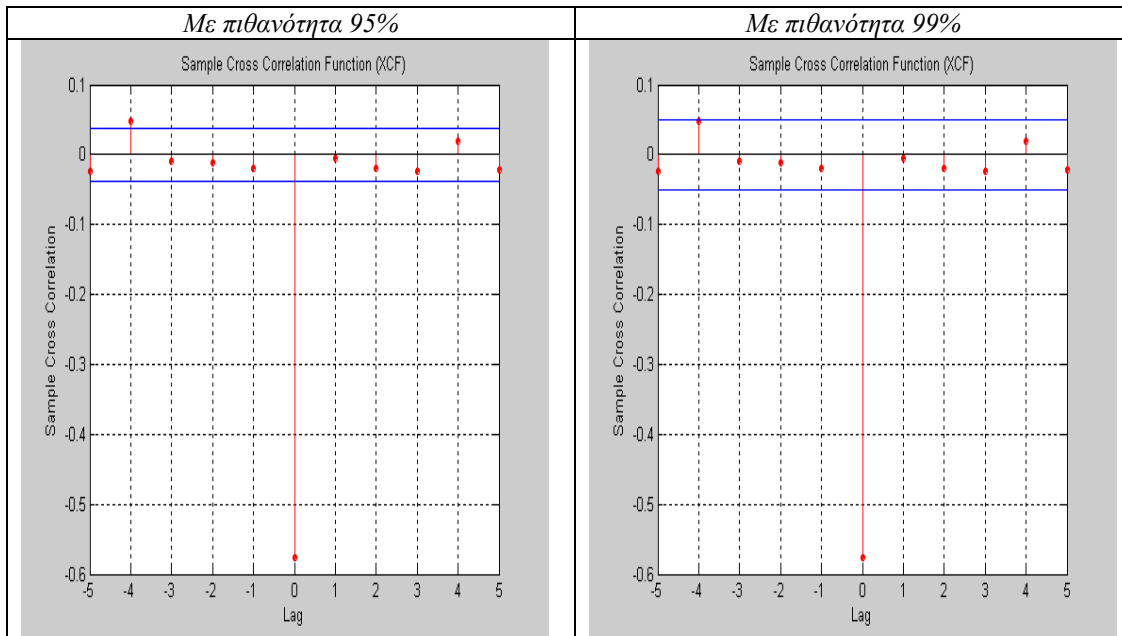 Με πιθανότητα 95%
Με πιθανότητα 99%
Sample Cross Correlation Function (XCF)
0.1
0
-0.1
-0.2
-0.3
-0.4
-0.5
-0.6
Sample Cross Correlation
-5 -4 -3 -2 -1 0 1 2 3 4 5
Lag
Sample Cross Correlation Function (XCF)
0.1
0
-0.1
-0.2
-0.3
-0.4
-0.5
-0.6
Sample Cross Correlation
-5 -4 -3 -2 -1 0 1 2 3 4 5
Lag